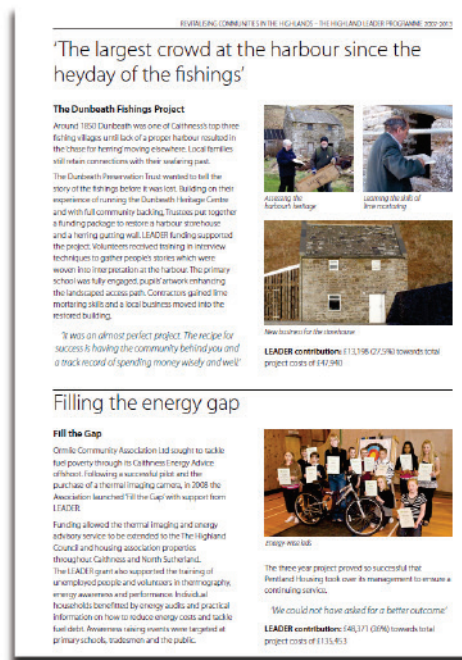 REVITALISING COMMUNITIES IN THE HIGHLANDS – THE HIGHLAND LEADER PROGRAMME 2007-2013
'The largest crowd at the harbour since the
heyday of the fishings'
The Dunbeath Fishings Project
Around 1850 Dunbeath was one of Caithness's top three
fishing villages until lack of a proper harbour resulted in
the 'chase for herring' moving elsewhere. Local families
still retain connections with their seafaring past.
The Dunbeath Preservation Trust wanted to tell the
story of the fishings before it was lost. Building on their
experience of running the Dunbeath Heritage Centre
and with full community backing, Trustees put together
a funding package to restore a harbour storehouse
and a herring gutting wall. LEADER funding supported
the project. Volunteers received training in interview
techniques to gather people's stories which were
woven into interpretation at the harbour. The primary
school was fully engaged, pupils' artwork enhancing
the landscaped access path. Contractors gained lime
mortaring skills and a local business moved into the
restored building.
'It was an almost perfect project. The recipe for
success is having the community behind you and
a track record of spending money wisely and well.'
Assessing the
harbour's heritage
Learning the skills of
lime mortaring
New business for the storehouse
LEADER contribution: £13,196 (27.5%) towards total
project costs of £47,940
Filling the energy gap
Fill the Gap
Ormlie Community Association Ltd sought to tackle
fuel poverty through its Caithness Energy Advice
offshoot. Following a successful pilot and the
purchase of a thermal imaging camera, in 2008 the
Association launched 'Fill the Gap' with support from
LEADER.
Funding allowed the thermal imaging and energy
advisory service to be extended to the The Highland
Council and housing association properties
throughout Caithness and North Sutherland.
The LEADER grant also supported the training of
unemployed people and volunteers in thermography,
energy awareness and performance. Individual
households benefitted by energy audits and practical
information on how to reduce energy costs and tackle
fuel debt. Awareness raising events were targeted at
primary schools, tradesmen and the public.
Energy wise kids
The three year project proved so successful that
Pentland Housing took over its management to ensure a
continuing service.
'We could not have asked for a better outcome'
LEADER contribution: £48,371 (36%) towards total
project costs of £135,453